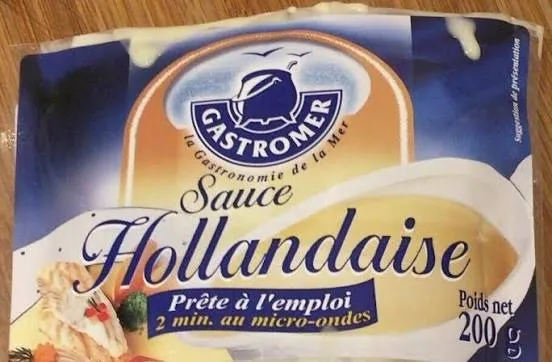 GASTROMER
la Gastronomie de la Mer
Suggestion de présentation
Sauce
Hollandaise
Prête à l'emploi
2 min. au micro-ondes
Poids net
200 g